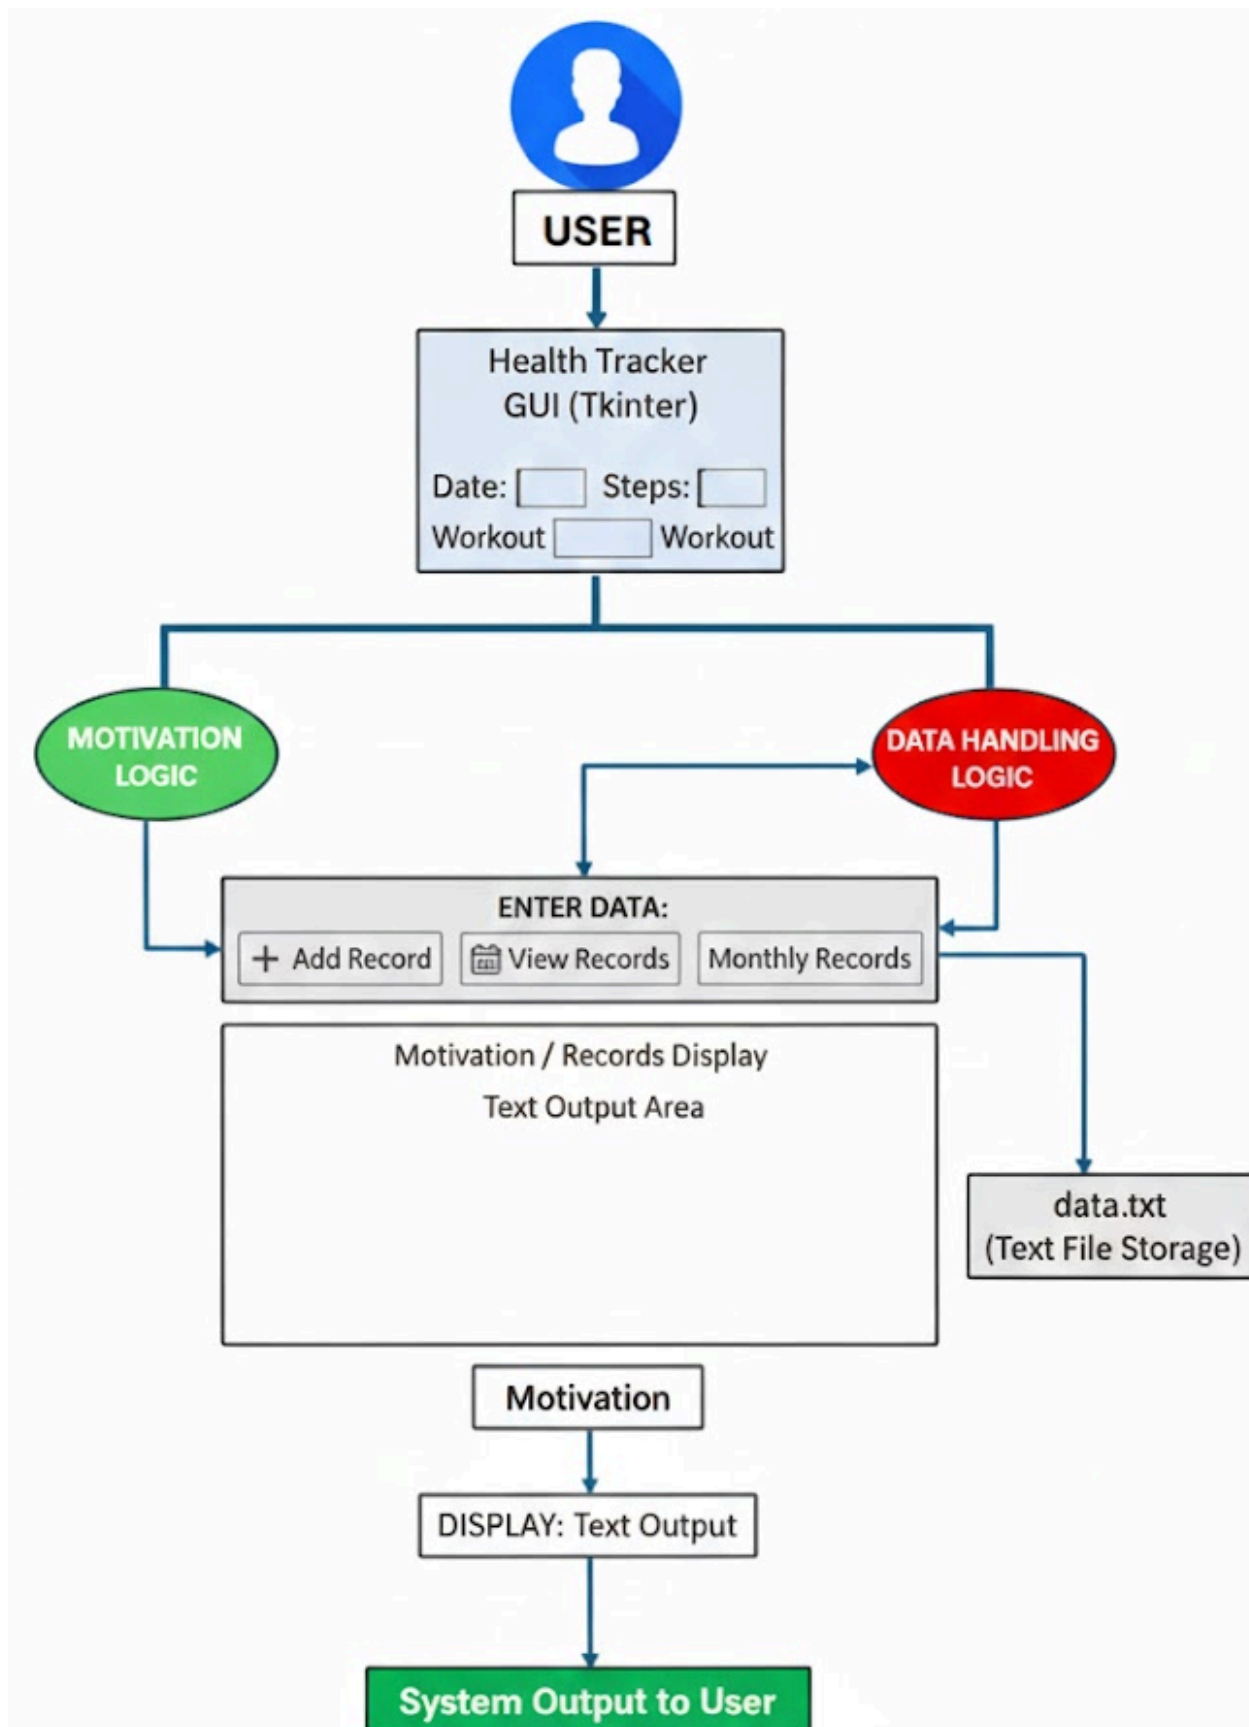 USER
Health Tracker
GUI (Tkinter)
Date: Steps:
Workout Workout
MOTIVATION
LOGIC
DATA HANDLING
LOGIC
ENTER DATA:
+ Add Record View Records Monthly Records
Motivation / Records Display
Text Output Area
data.txt
(Text File Storage)
Motivation
DISPLAY: Text Output
System Output to User